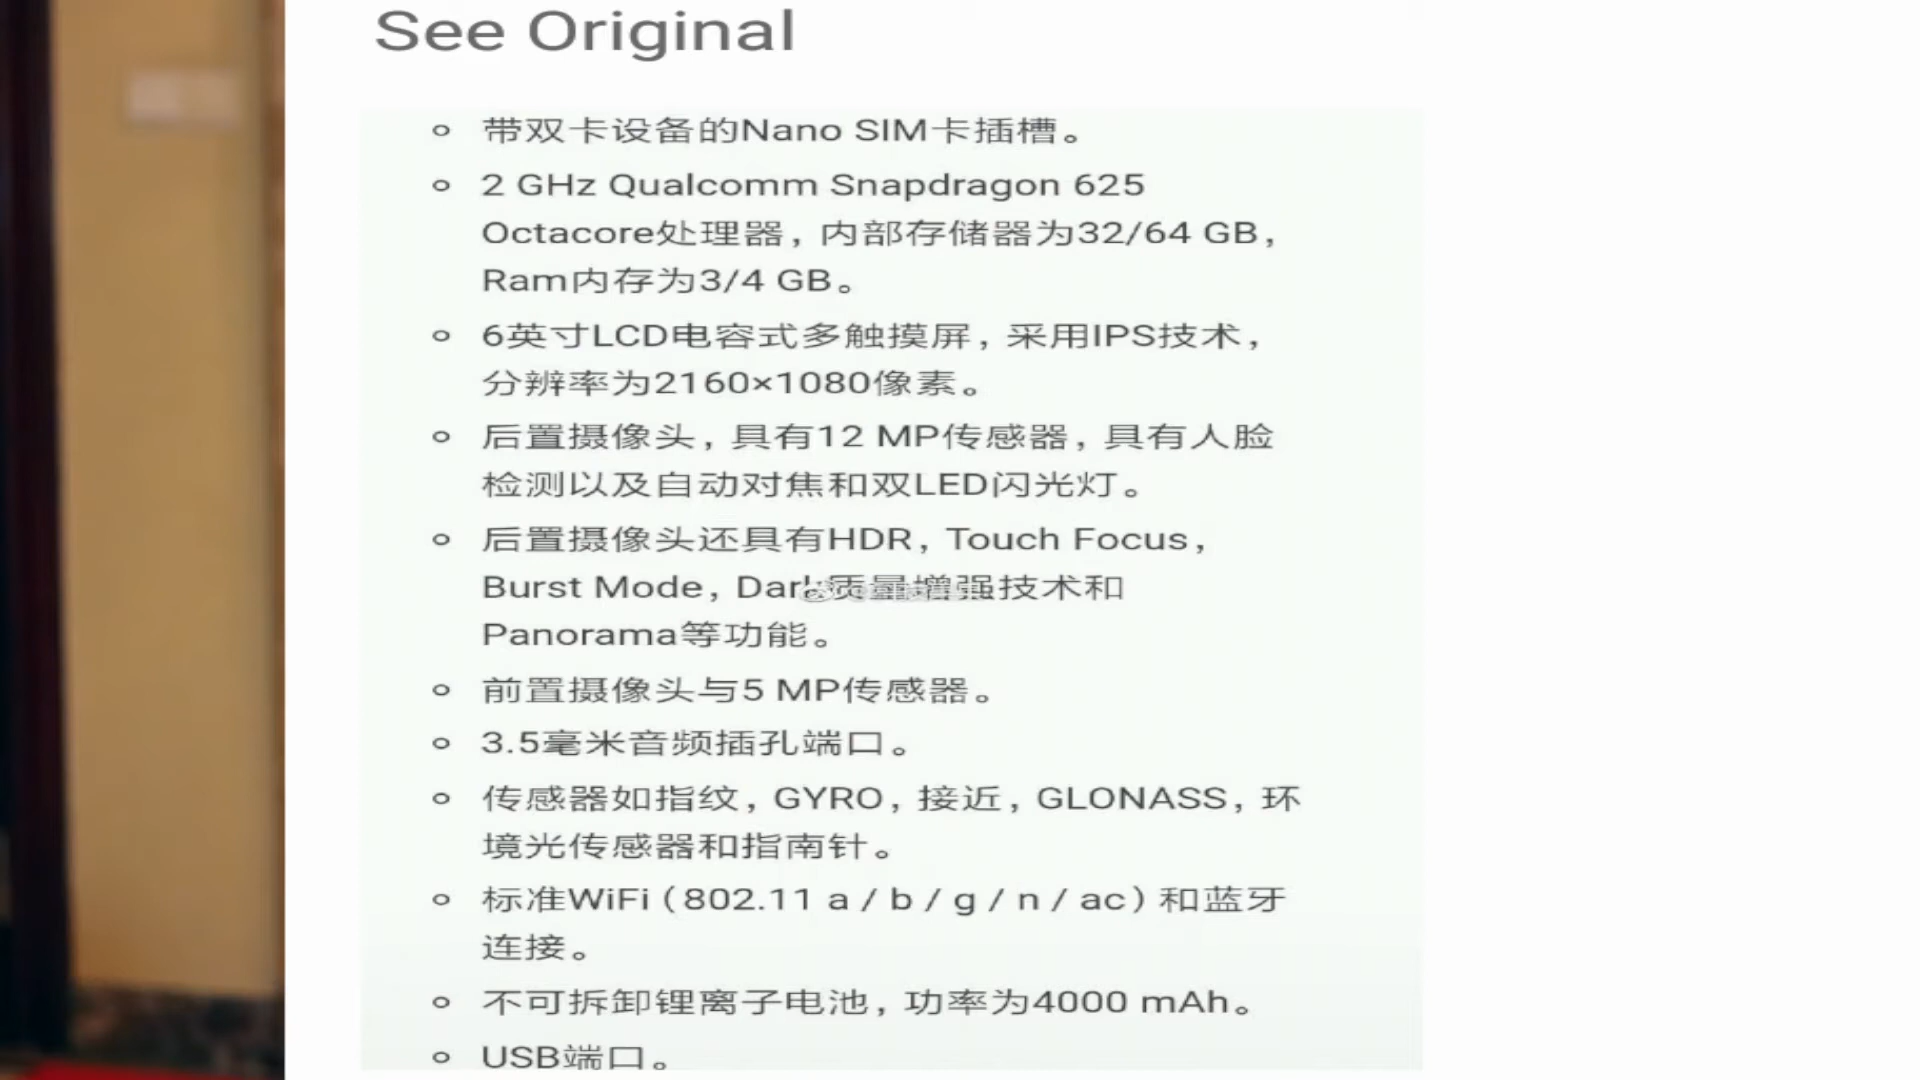 See Original
带双卡设备的Nano SIM卡插槽。
2 GHz Qualcomm Snapdragon 625
Octacore处理器，内部存储器为32/64 GB，
Ram内存为3/4 GB。
6英寸LCD电容式多触摸屏，采用IPS技术，
分辨率为2160×1080像素。
后置摄像头，具有12 MP传感器，具有人脸
检测以及自动对焦和双LED闪光灯。
后置摄像头还具有HDR，Touch Focus，
Burst Mode，Dark质量增强技术和
Panorama等功能。
前置摄像头与5 MP传感器。
3.5毫米音频插孔端口。
传感器如指纹，GYRO，接近，GLONASS，环
境光传感器和指南针。
标准WiFi（802.11 a / b / g / n / ac）和蓝牙
连接。
不可拆卸锂离子电池，功率为4000 mAh。
USB端口。